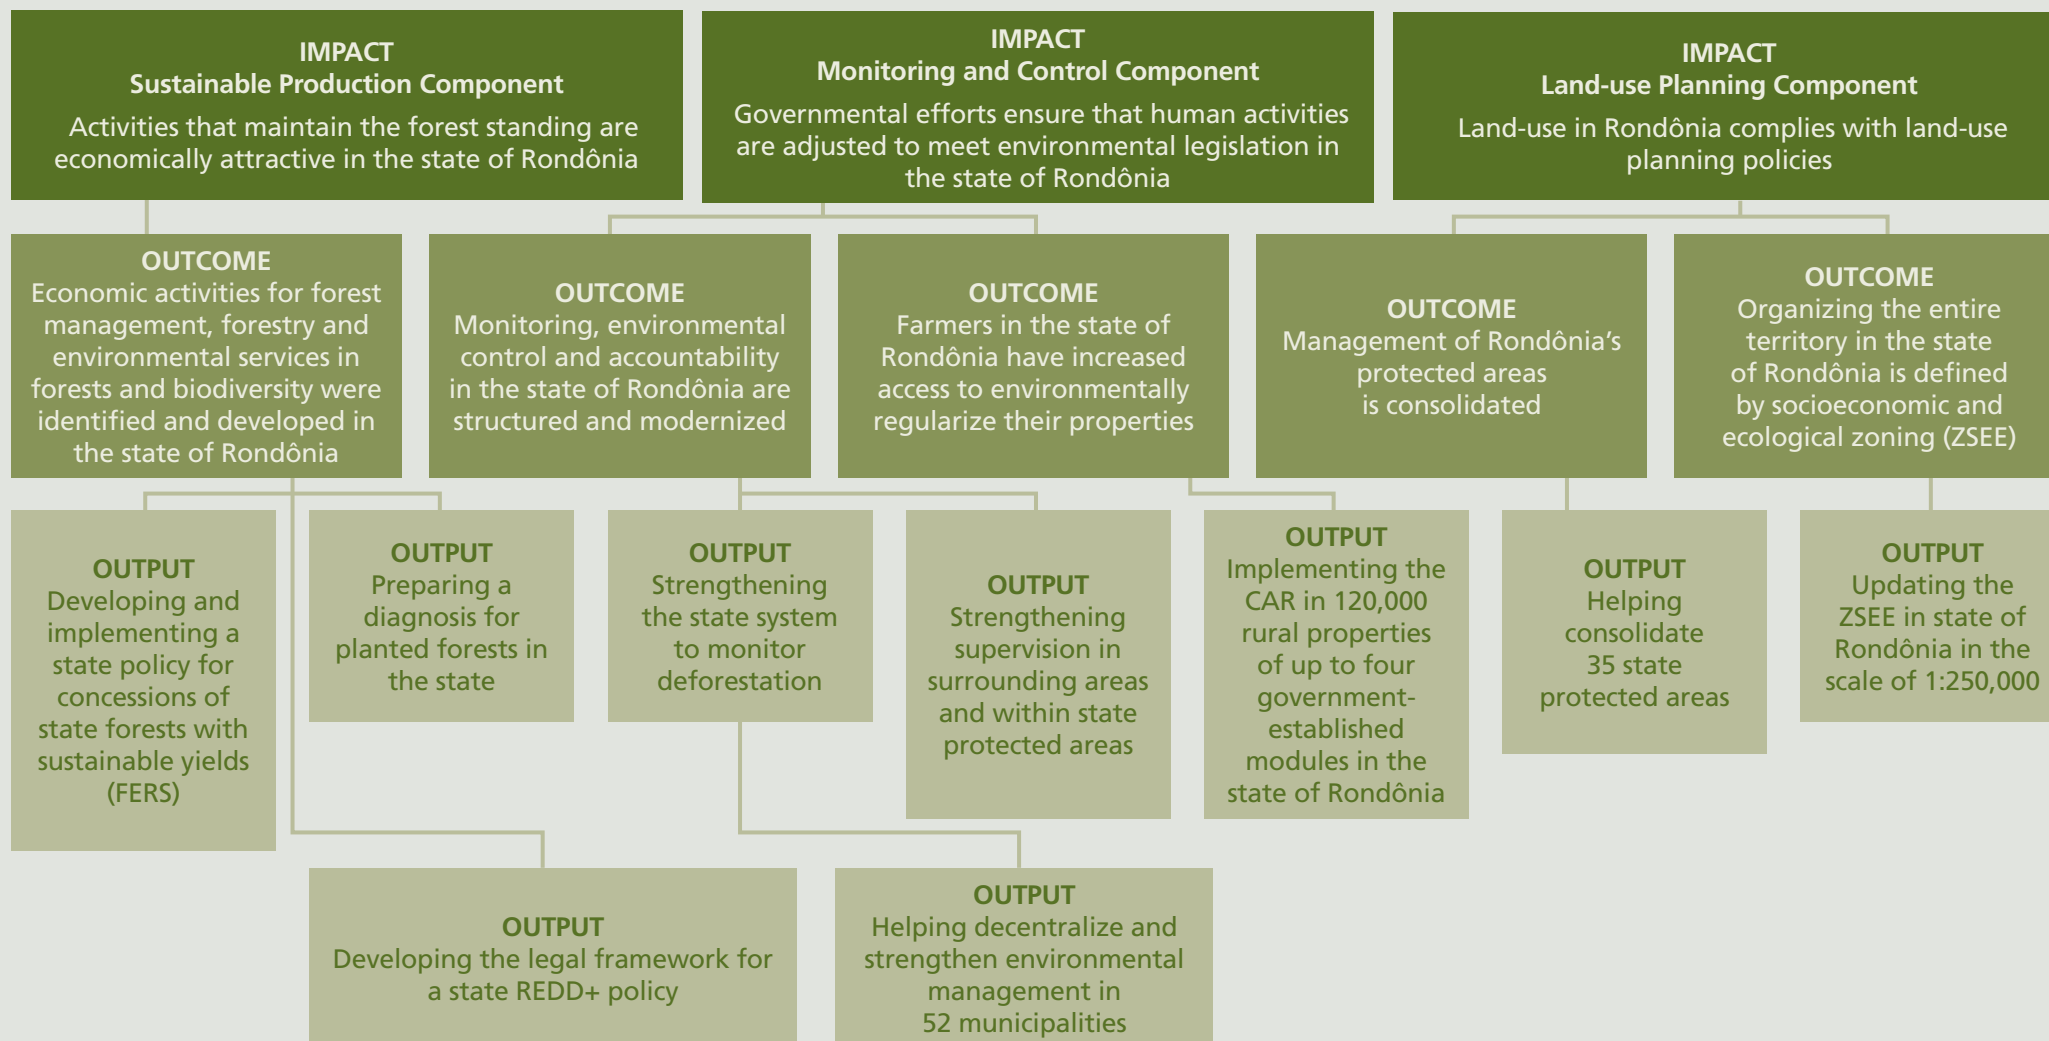 IMPACT
Sustainable Production Component
Activities that maintain the forest standing are
economically attractive in the state of Rondônia
IMPACT
Monitoring and Control Component
Governmental efforts ensure that human activities
are adjusted to meet environmental legislation in
the state of Rondônia
IMPACT
Land-use Planning Component
Land-use in Rondônia complies with land-use
planning policies
OUTCOME
Economic activities for forest
management, forestry and
environmental services in
forests and biodiversity were
identified and developed in
the state of Rondônia
OUTCOME
Monitoring, environmental
control and accountability
in the state of Rondônia are
structured and modernized
OUTCOME
Farmers in the state of
Rondônia have increased
access to environmentally
regularize their properties
OUTCOME
Management of Rondônia's
protected areas
is consolidated
OUTCOME
Organizing the entire
territory in the state
of Rondônia is defined
by socioeconomic and
ecological zoning (ZSEE)
OUTPUT
Developing and
implementing a
state policy for
concessions of
state forests with
sustainable yields
(FERS)
OUTPUT
Preparing a
diagnosis for
planted forests in
the state
OUTPUT
Strengthening
the state system
to monitor
deforestation
OUTPUT
Strengthening
supervision in
surrounding areas
and within state
protected areas
OUTPUT
Implementing the
CAR in 120,000
rural properties
of up to four
government-
established
modules in the
state of Rondônia
OUTPUT
Helping
consolidate
35 state
protected areas
OUTPUT
Updating the
ZSEE in state of
Rondônia in the
scale of 1:250,000
OUTPUT
Developing the legal framework for
a state REDD+ policy
OUTPUT
Helping decentralize and
strengthen environmental
management in
52 municipalities